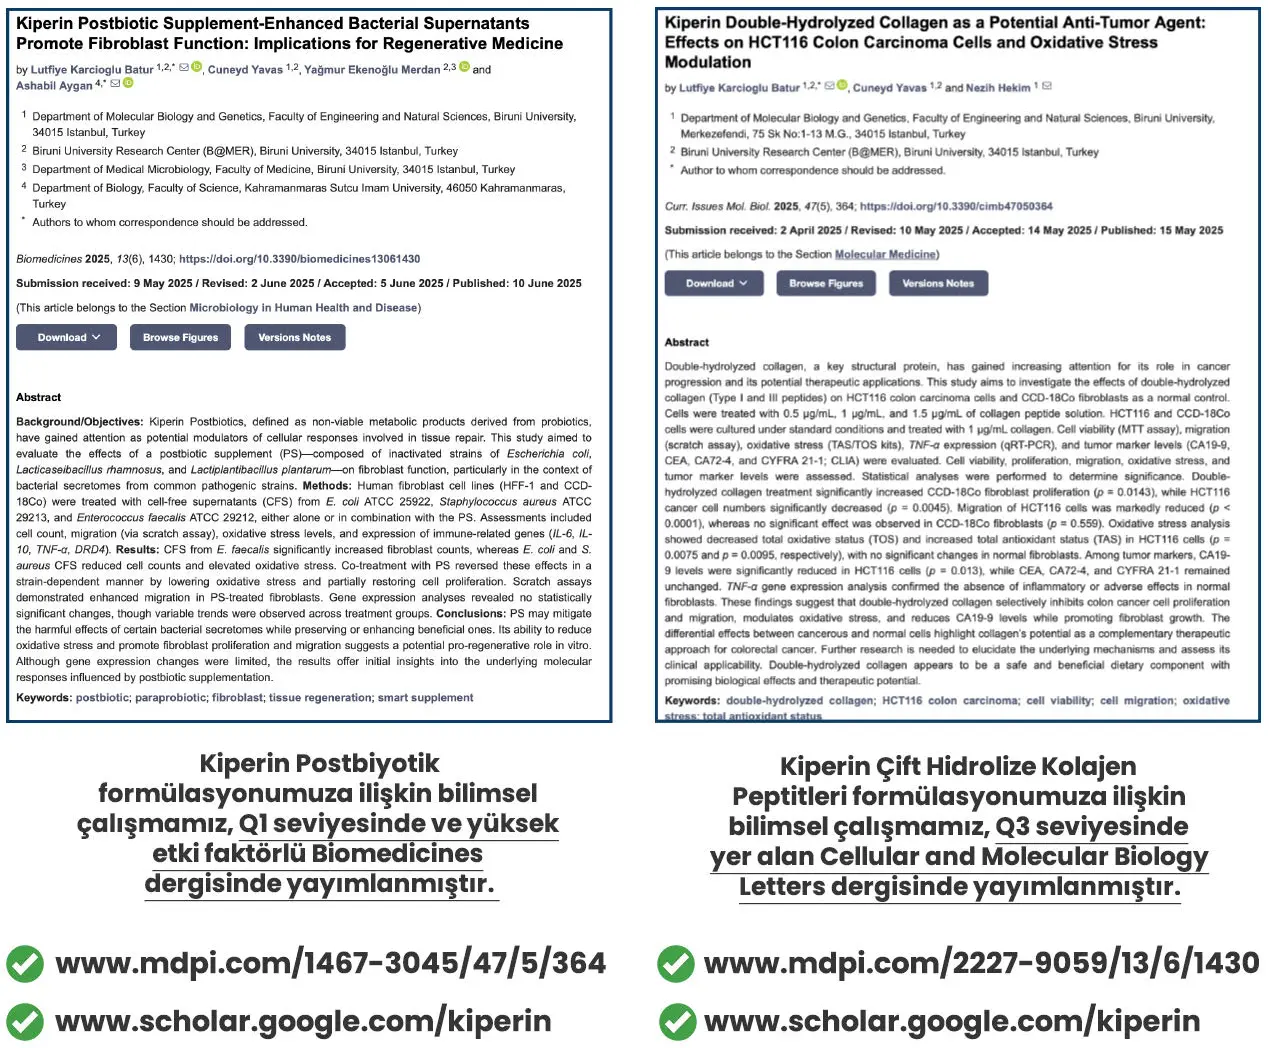 Kiperin Postbiotic Supplement-Enhanced Bacterial Supernatants
Promote Fibroblast Function: Implications for Regenerative Medicine
by Lutfiye Karcioglu Batur 1,2,*, Cuneyd Yavas 1,2, Yağmur Ekenoğlu Merdan 2,3 and
Ashabil Aygan 4,*
1 Department of Molecular Biology and Genetics, Faculty of Engineering and Natural Sciences, Biruni University,
34015 Istanbul, Turkey
2 Biruni University Research Center (B@MER), Biruni University, 34015 Istanbul, Turkey
3 Department of Medical Microbiology, Faculty of Medicine, Biruni University, 34015 Istanbul, Turkey
4 Department of Biology, Faculty of Science, Kahramanmaras Sutcu Imam University, 46050 Kahramanmaras,
Turkey
* Authors to whom correspondence should be addressed.
Biomedicines 2025, 13(6), 1430; https://doi.org/10.3390/biomedicines13061430
Submission received: 9 May 2025 / Revised: 2 June 2025 / Accepted: 5 June 2025 / Published: 10 June 2025
(This article belongs to the Section Microbiology in Human Health and Disease)
Download Browse Figures Versions Notes
Abstract
Background/Objectives: Kiperin Postbiotics, defined as non-viable metabolic products derived from probiotics,
have gained attention as potential modulators of cellular responses involved in tissue repair. This study aimed to
evaluate the effects of a postbiotic supplement (PS)—composed of inactivated strains of Escherichia coli,
Lacticaseibacillus rhamnosus, and Lactiplantibacillus plantarum—on fibroblast function, particularly in the context of
bacterial secretomes from common pathogenic strains. Methods: Human fibroblast cell lines (HFF-1 and CCD-
18Co) were treated with cell-free supernatants (CFS) from E. coli ATCC 25922, Staphylococcus aureus ATCC
29213, and Enterococcus faecalis ATCC 29212, either alone or in combination with the PS. Assessments included
cell count, migration (via scratch assay), oxidative stress levels, and expression of immune-related genes (IL-6, IL-
10, TNF-α, DRD4). Results: CFS from E. faecalis significantly increased fibroblast counts, whereas E. coli and S.
aureus CFS reduced cell counts and elevated oxidative stress. Co-treatment with PS reversed these effects in a
strain-dependent manner by lowering oxidative stress and partially restoring cell proliferation. Scratch assays
demonstrated enhanced migration in PS-treated fibroblasts. Gene expression analyses revealed no statistically
significant changes, though variable trends were observed across treatment groups. Conclusions: PS may mitigate
the harmful effects of certain bacterial secretomes while preserving or enhancing beneficial ones. Its ability to reduce
oxidative stress and promote fibroblast proliferation and migration suggests a potential pro-regenerative role in vitro.
Although gene expression changes were limited, the results offer initial insights into the underlying molecular
responses influenced by postbiotic supplementation.
Keywords: postbiotic; paraprobiotic; fibroblast; tissue regeneration; smart supplement
Kiperin Postbiyotik
formülasyonumuza ilişkin bilimsel
çalışmamız, Q1 seviyesinde ve yüksek
etki faktörlü Biomedicines
dergisinde yayımlanmıştır.
www.mdpi.com/1467-3045/47/5/364
www.scholar.google.com/kiperin
Kiperin Double-Hydrolyzed Collagen as a Potential Anti-Tumor Agent:
Effects on HCT116 Colon Carcinoma Cells and Oxidative Stress
Modulation
by Lutfiye Karcioglu Batur 1,2,*, Cuneyd Yavas 1,2 and Nezih Hekim 1
1 Department of Molecular Biology and Genetics, Faculty of Engineering and Natural Sciences, Biruni University,
Merkezefendi, 75 Sk No:1-13 M.G., 34015 Istanbul, Turkey
2 Biruni University Research Center (B@MER), Biruni University, 34015 Istanbul, Turkey
* Author to whom correspondence should be addressed.
Curr. Issues Mol. Biol. 2025, 47(5), 364; https://doi.org/10.3390/cimb47050364
Submission received: 2 April 2025 / Revised: 10 May 2025 / Accepted: 14 May 2025 / Published: 15 May 2025
(This article belongs to the Section Molecular Medicine)
Download Browse Figures Versions Notes
Abstract
Double-hydrolyzed collagen, a key structural protein, has gained increasing attention for its role in cancer
progression and its potential therapeutic applications. This study aims to investigate the effects of double-hydrolyzed
collagen (Type I and III peptides) on HCT116 colon carcinoma cells and CCD-18Co fibroblasts as a normal control.
Cells were treated with 0.5 μg/mL, 1 μg/mL, and 1.5 μg/mL of collagen peptide solution. HCT116 and CCD-18Co
cells were cultured under standard conditions and treated with 1 μg/mL collagen. Cell viability (MTT assay), migration
(scratch assay), oxidative stress (TAS/TOS kits), TNF-α expression (qRT-PCR), and tumor marker levels (CA19-9,
CEA, CA72-4, and CYFRA 21-1; CLIA) were evaluated. Cell viability, proliferation, migration, oxidative stress, and
tumor marker levels were assessed. Statistical analyses were performed to determine significance. Double-
hydrolyzed collagen treatment significantly increased CCD-18Co fibroblast proliferation (p = 0.0143), while HCT116
cancer cell numbers significantly decreased (p = 0.0045). Migration of HCT116 cells was markedly reduced (p <
0.0001), whereas no significant effect was observed in CCD-18Co fibroblasts (p = 0.559). Oxidative stress analysis
showed decreased total oxidative status (TOS) and increased total antioxidant status (TAS) in HCT116 cells (p =
0.0075 and p = 0.0095, respectively), with no significant changes in normal fibroblasts. Among tumor markers, CA19-
9 levels were significantly reduced in HCT116 cells (p = 0.013), while CEA, CA72-4, and CYFRA 21-1 remained
unchanged. TNF-α gene expression analysis confirmed the absence of inflammatory or adverse effects in normal
fibroblasts. These findings suggest that double-hydrolyzed collagen selectively inhibits colon cancer cell proliferation
and migration, modulates oxidative stress, and reduces CA19-9 levels while promoting fibroblast growth. The
differential effects between cancerous and normal cells highlight collagen's potential as a complementary therapeutic
approach for colorectal cancer. Further research is needed to elucidate the underlying mechanisms and assess its
clinical applicability. Double-hydrolyzed collagen appears to be a safe and beneficial dietary component with
promising biological effects and therapeutic potential.
Keywords: double-hydrolyzed collagen; HCT116 colon carcinoma; cell viability; cell migration; oxidative
stress; total antioxidant status
Kiperin Çift Hidrolize Kolajen
Peptitleri formülasyonumuza ilişkin
bilimsel çalışmamız, Q3 seviyesinde
yer alan Cellular and Molecular Biology
Letters dergisinde yayımlanmıştır.
www.mdpi.com/2227-9059/13/6/1430
www.scholar.google.com/kiperin